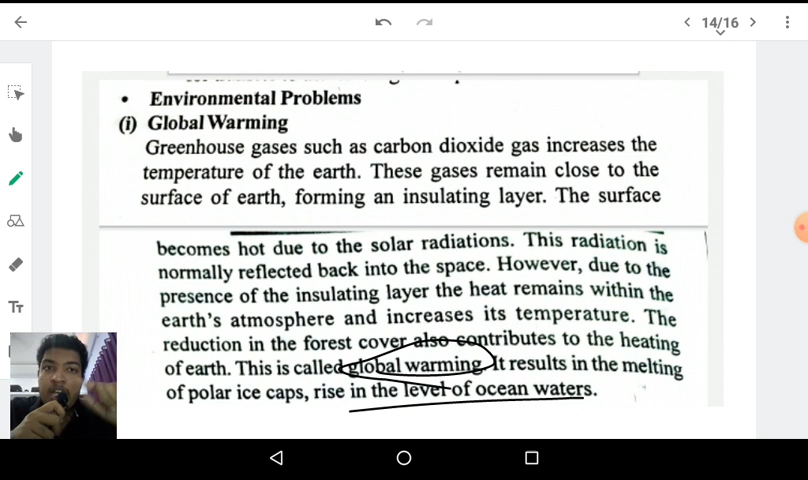 14/16
• Environmental Problems
(i) Global Warming
Greenhouse gases such as carbon dioxide gas increases the
temperature of the earth. These gases remain close to the
surface of earth, forming an insulating layer. The surface
becomes hot due to the solar radiations. This radiation is
normally reflected back into the space. However, due to the
presence of the insulating layer the heat remains within the
earth's atmosphere and increases its temperature. The
reduction in the forest cover also contributes to the heating
of earth. This is called global warming. It results in the melting
of polar ice caps, rise in the level of ocean waters.
TT